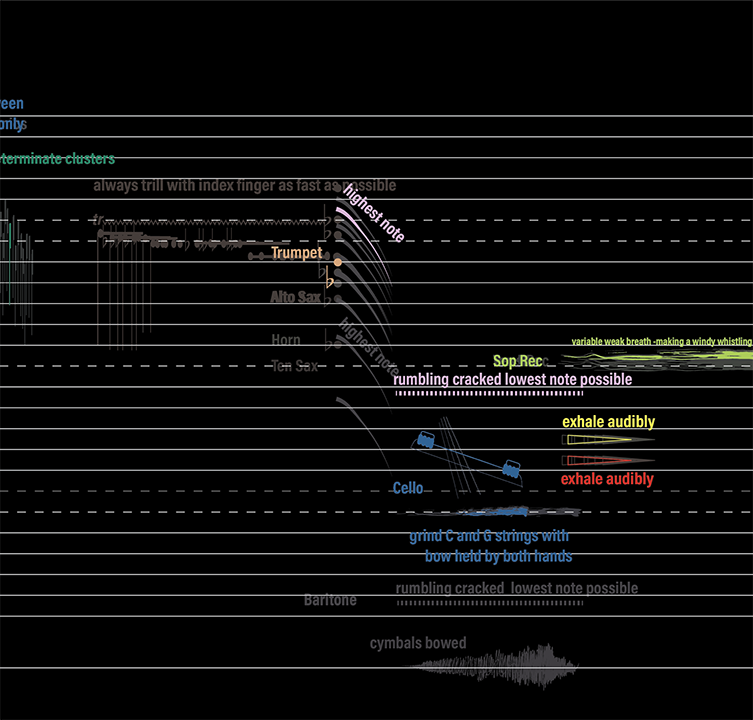 een
only
terminate clusters
always trill with index finger as fast as possible
highest note
tr
Trumpet
Alto Sax
Horn
highest note
Ten Sax
variable weak breath -making a windy whistling
Sop Rec
rumbling cracked lowest note possible
exhale audibly
exhale audibly
Cello
grind C and G strings with
bow held by both hands
rumbling cracked lowest note possible
Baritone
cymbals bowed